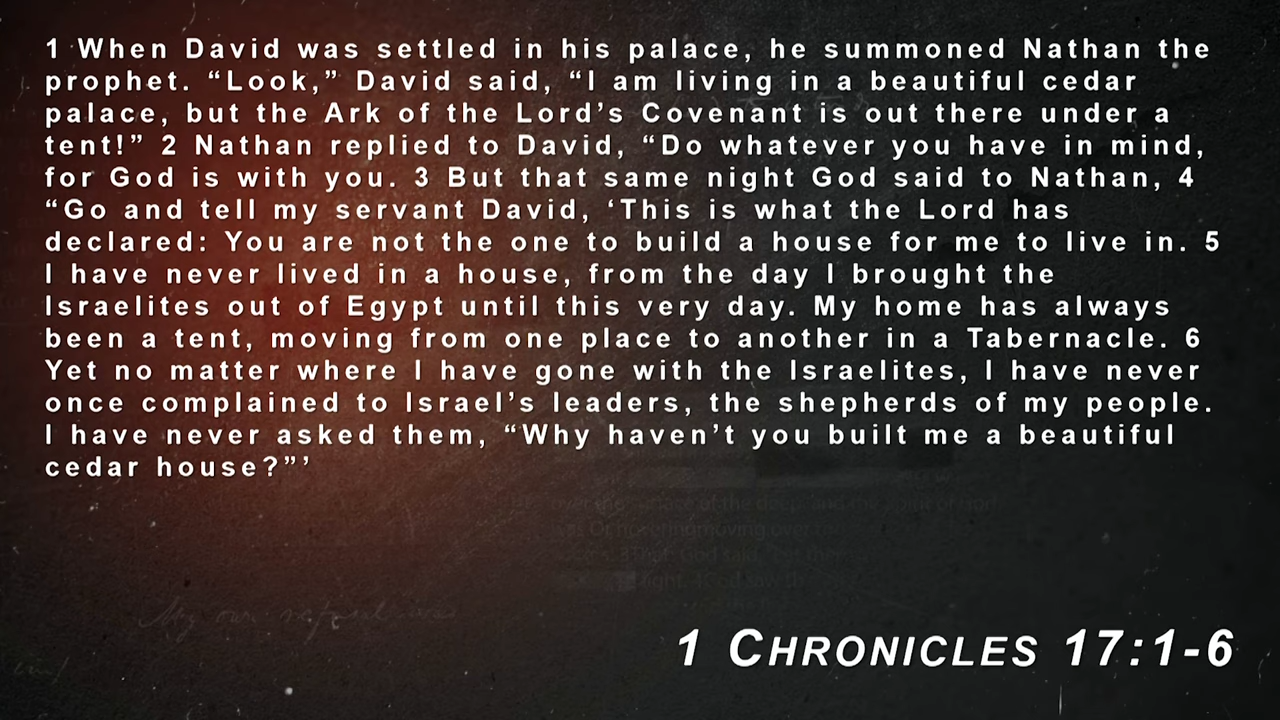 1 When David was settled in his palace, he summoned Nathan the
prophet. “Look,” David said, “I am living in a beautiful cedar
palace, but the Ark of the Lord’s Covenant is out there under a
tent!” 2 Nathan replied to David, “Do whatever you have in mind,
for God is with you. 3 But that same night God said to Nathan, 4
“Go and tell my servant David, ‘This is what the Lord has
declared: You are not the one to build a house for me to live in. 5
I have never lived in a house, from the day I brought the
Israelites out of Egypt until this very day. My home has always
been a tent, moving from one place to another in a Tabernacle. 6
Yet no matter where I have gone with the Israelites, I have never
once complained to Israel’s leaders, the shepherds of my people.
I have never asked them, “Why haven’t you built me a beautiful
cedar house?”’
1 CHRONICLES 17:1-6